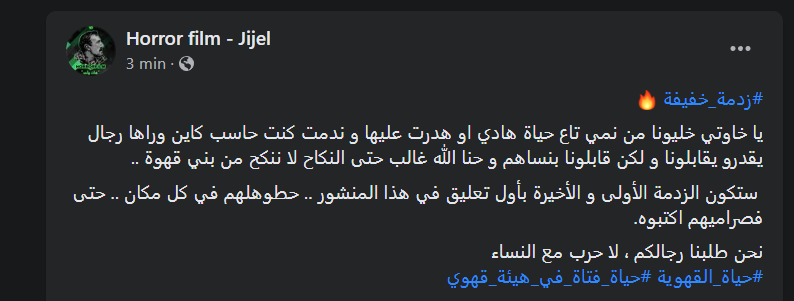 Horror film - Jijel
3 min ·
#زدمة_خفيفة 🔥
يا خاوتي خليونا من نمي تاع حياة هادي او هدرت عليها و ندمت كنت حاسب كاين وراها رجال
يقدرو يقابلونا و لكن قابلونا بنساهم و حنا الله غالب حتى النكاح لا ننكح من بني قهوة ..
ستكون الزدمة الأولى و الأخيرة بأول تعليق في هذا المنشور .. حطوهلهم في كل مكان .. حتى
فصراميهم اكتبوه.
نحن طلبنا رجالكم ، لا حرب مع النساء
#حياة_القهوية #حياة_فتاة_في_هيئة_قهوي